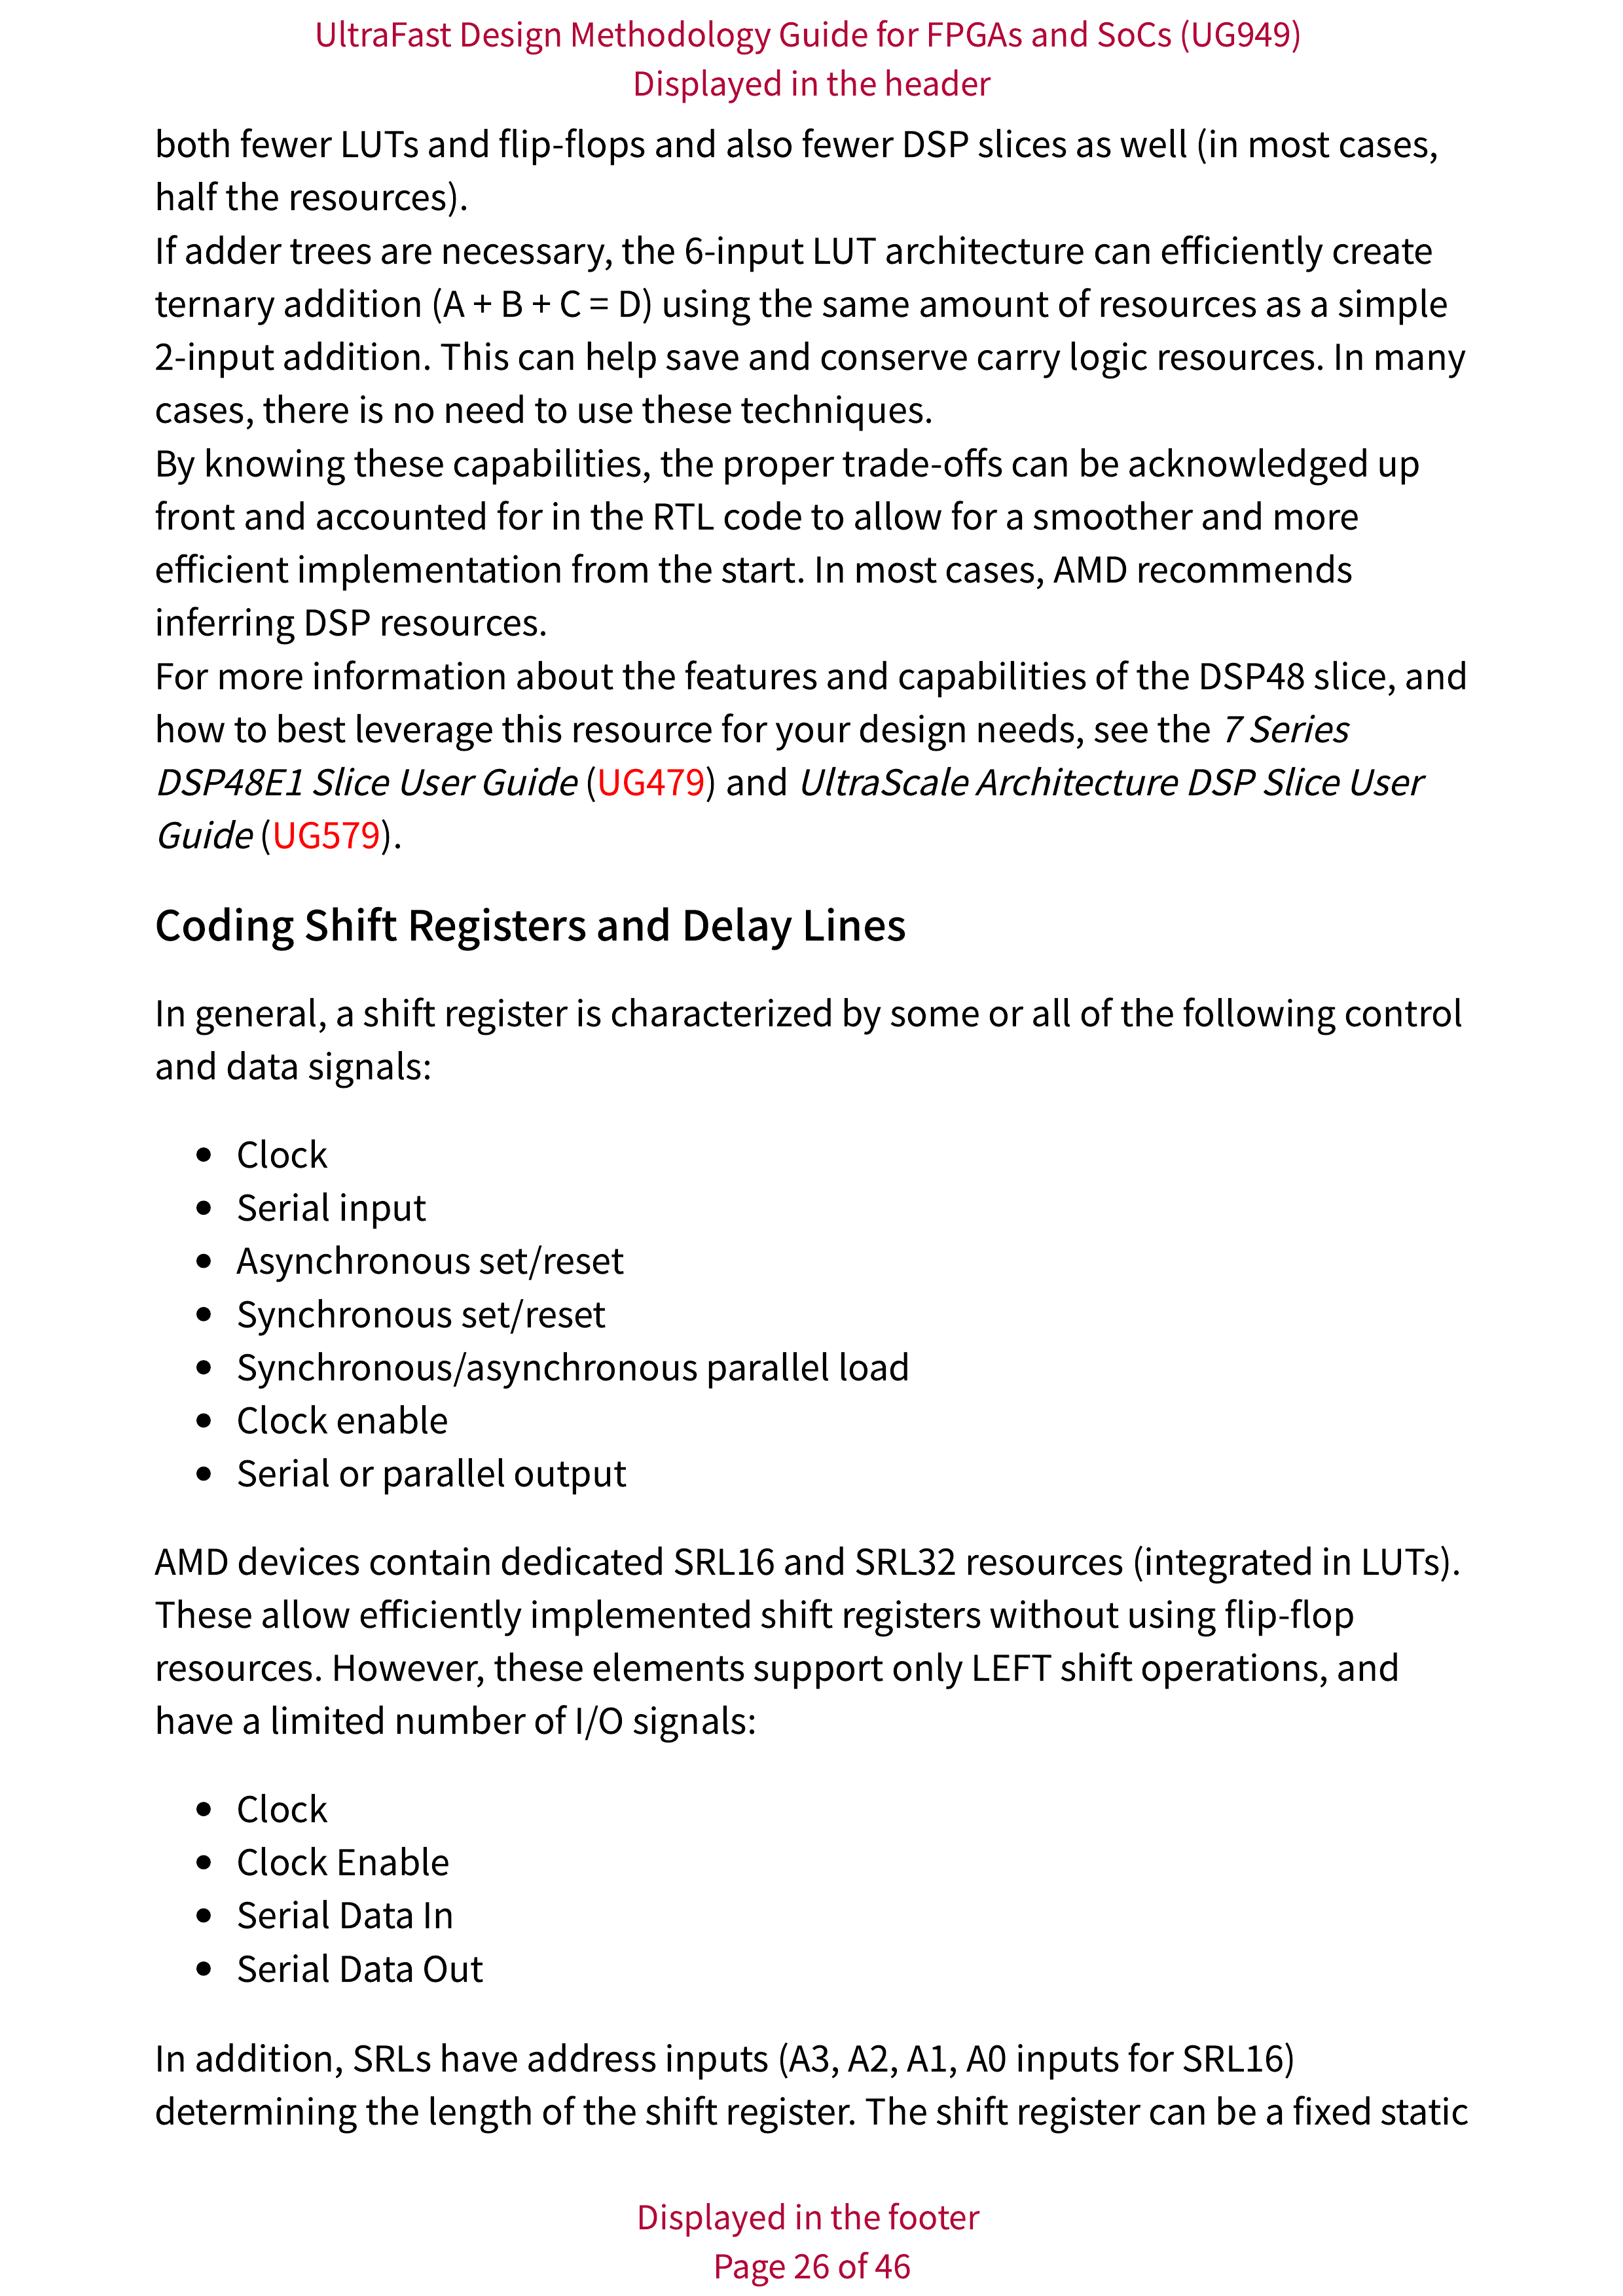 UltraFast Design Methodology Guide for FPGAs and SoCs (UG949)
Displayed in the header
both fewer LUTs and flip-flops and also fewer DSP slices as well (in most cases,
half the resources).
If adder trees are necessary, the 6-input LUT architecture can efficiently create
ternary addition (A + B + C = D) using the same amount of resources as a simple
2-input addition. This can help save and conserve carry logic resources. In many
cases, there is no need to use these techniques.
By knowing these capabilities, the proper trade-offs can be acknowledged up
front and accounted for in the RTL code to allow for a smoother and more
efficient implementation from the start. In most cases, AMD recommends
inferring DSP resources.
For more information about the features and capabilities of the DSP48 slice, and
how to best leverage this resource for your design needs, see the 7 Series
DSP48E1 Slice User Guide (UG479) and UltraScale Architecture DSP Slice User
Guide (UG579).
Coding Shift Registers and Delay Lines
In general, a shift register is characterized by some or all of the following control
and data signals:
• Clock
• Serial input
• Asynchronous set/reset
• Synchronous set/reset
• Synchronous/asynchronous parallel load
• Clock enable
• Serial or parallel output
AMD devices contain dedicated SRL16 and SRL32 resources (integrated in LUTs).
These allow efficiently implemented shift registers without using flip-flop
resources. However, these elements support only LEFT shift operations, and
have a limited number of I/O signals:
• Clock
• Clock Enable
• Serial Data In
• Serial Data Out
In addition, SRLs have address inputs (A3, A2, A1, A0 inputs for SRL16)
determining the length of the shift register. The shift register can be a fixed static
Displayed in the footer
Page 26 of 46